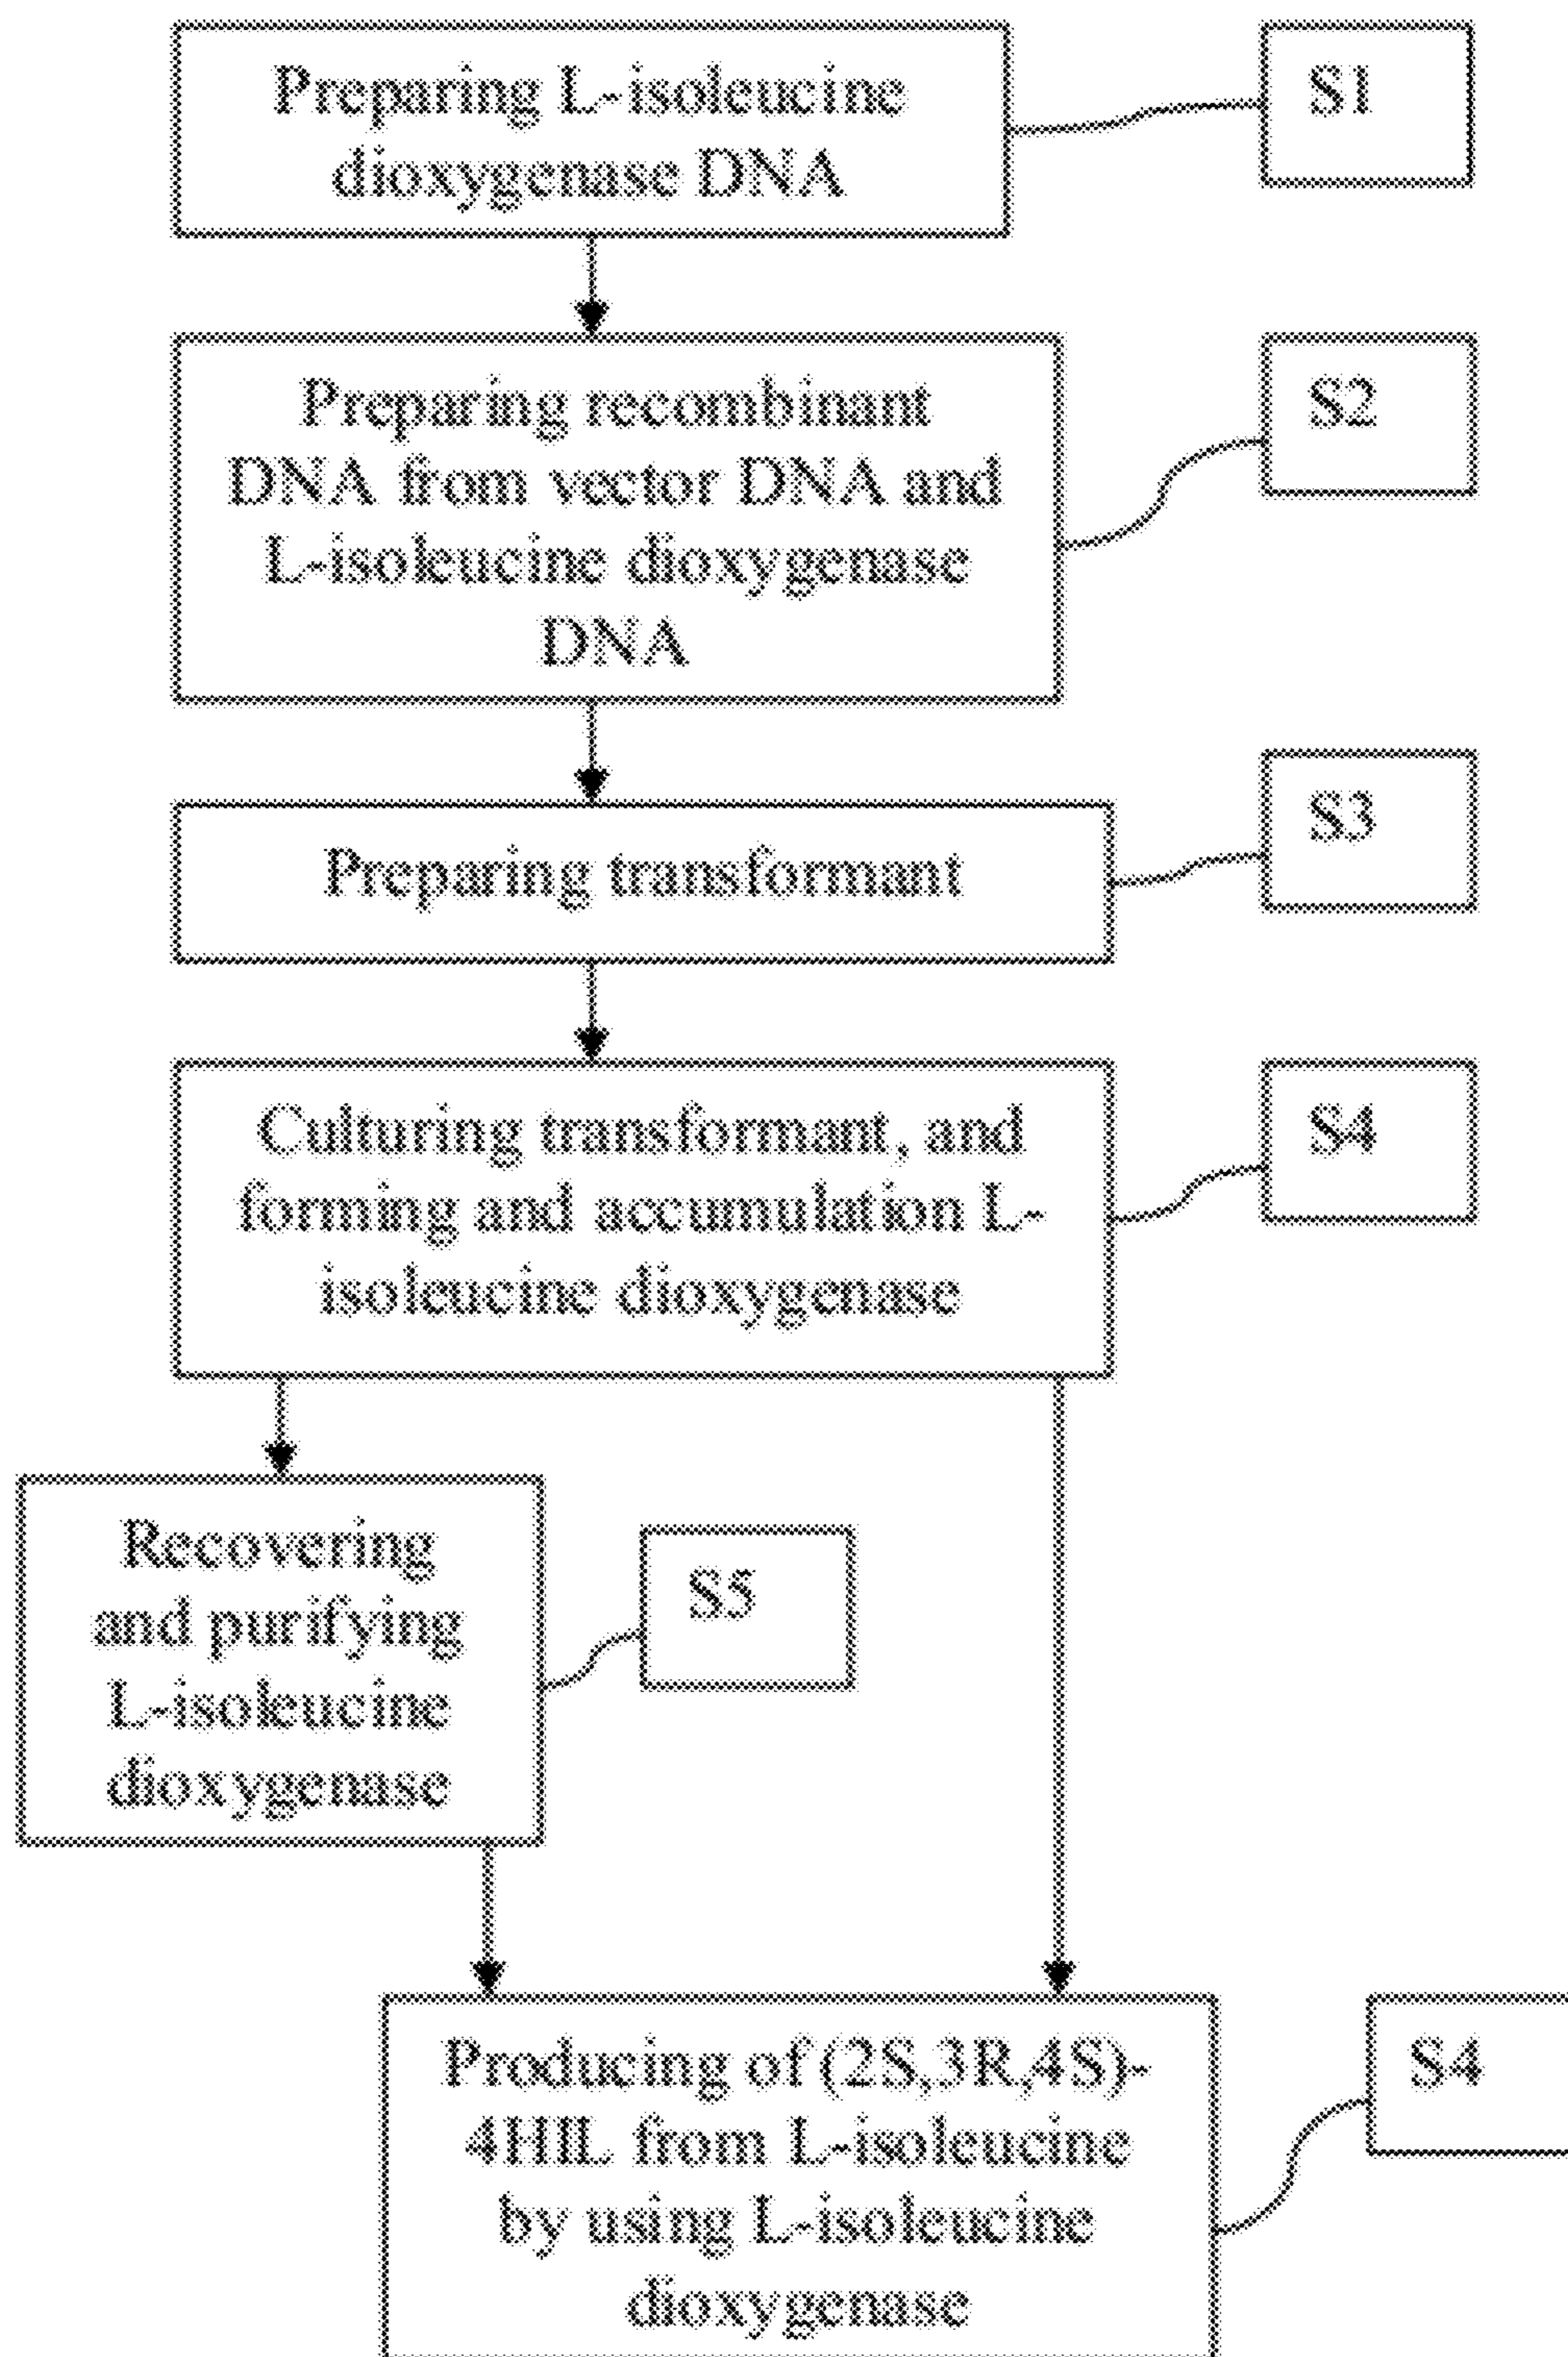 Preparing L-isoleucine
dioxygenase DNA
S1
Preparing recombinant
DNA from vector DNA and
L-isoleucine dioxygenase
DNA
S2
Preparing transformant
S3
Culturing transformant, and
forming and accumulation L-
isoleucine dioxygenase
S4
Recovering
and purifying
L-isoleucine
dioxygenase
S5
Producing of (2S,3R,4S)-
4HIL from L-isoleucine
by using L-isoleucine
dioxygenase
S4